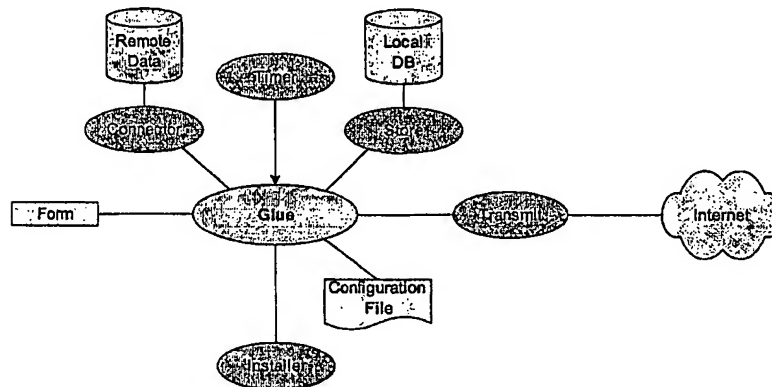 Remote
Data
Local
DB
Connector
Store
Form
Glue
Transmit
Internet
Configuration
File
Installer